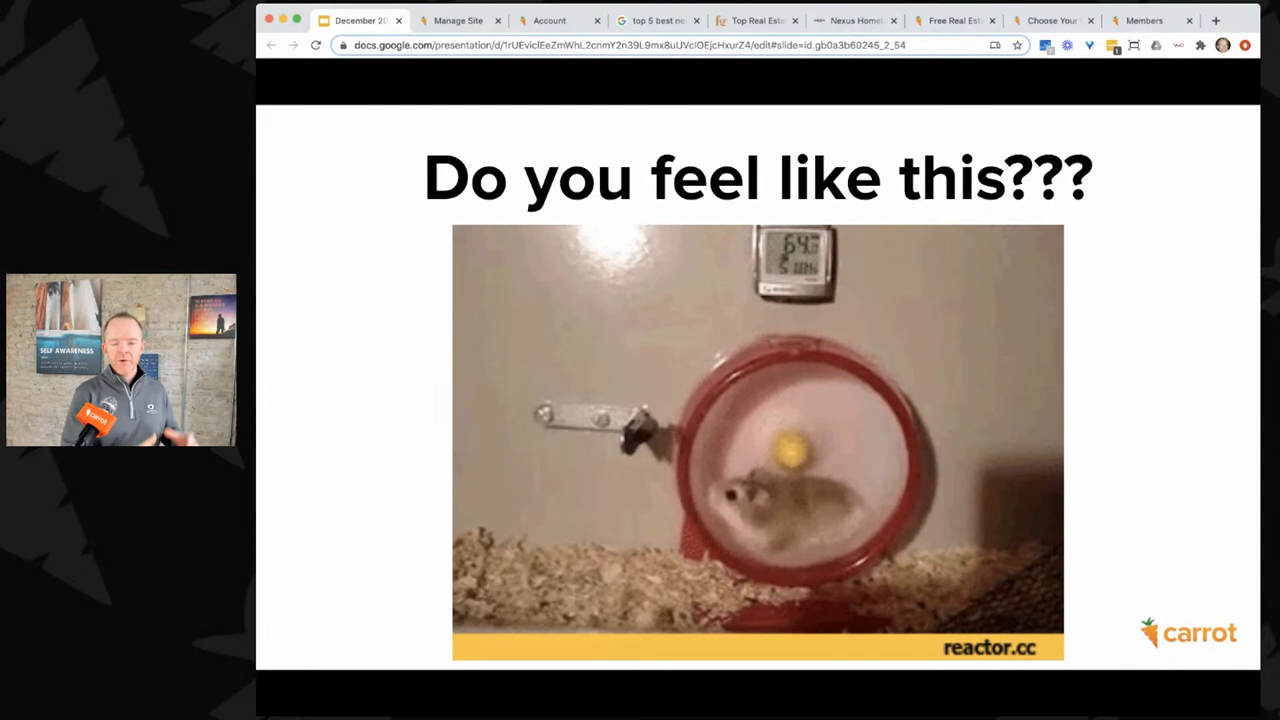 December 20
Manage Site
Account
top 5 best ne
Top Real Esta
Nexus Home
Free Real Est
Choose Your
Members
docs.google.com/presentation/d/1rUEviclEeZmWhL2cnmY2n39L9mx8uUVclOEjcHxurZ4/edit#slide=id.gb0a3b60245_2_54
Do you feel like this???
SELF AWARENESS
carrot
reactor.cc
carrot